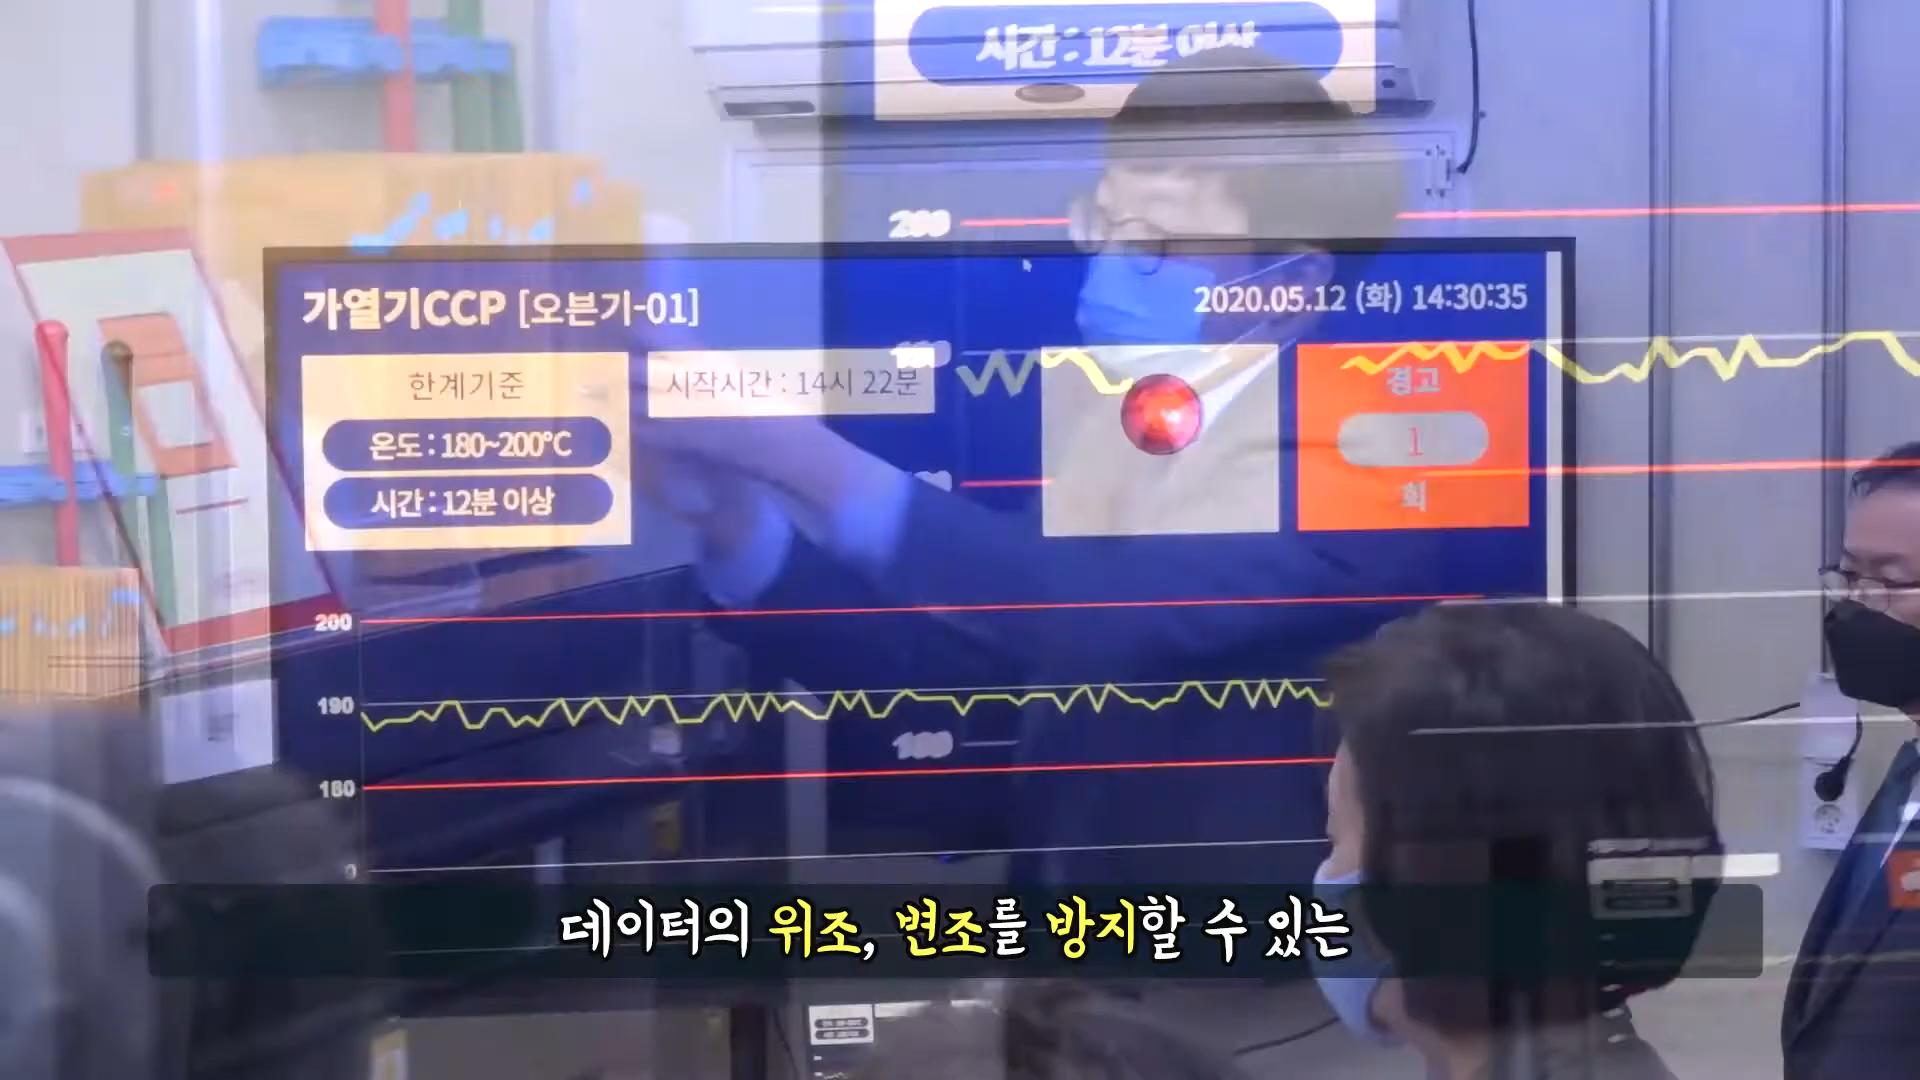 시간 : 12분 이상
200
가열기CCP [오븐기-01]
2020.05.12 (화) 14:30:35
한계기준
시작시간 : 14시 22분
온도 : 180~200℃
시간 : 12분 이상
경고
1
회
200
190
180
180
0
데이터의 위조, 변조를 방지할 수 있는